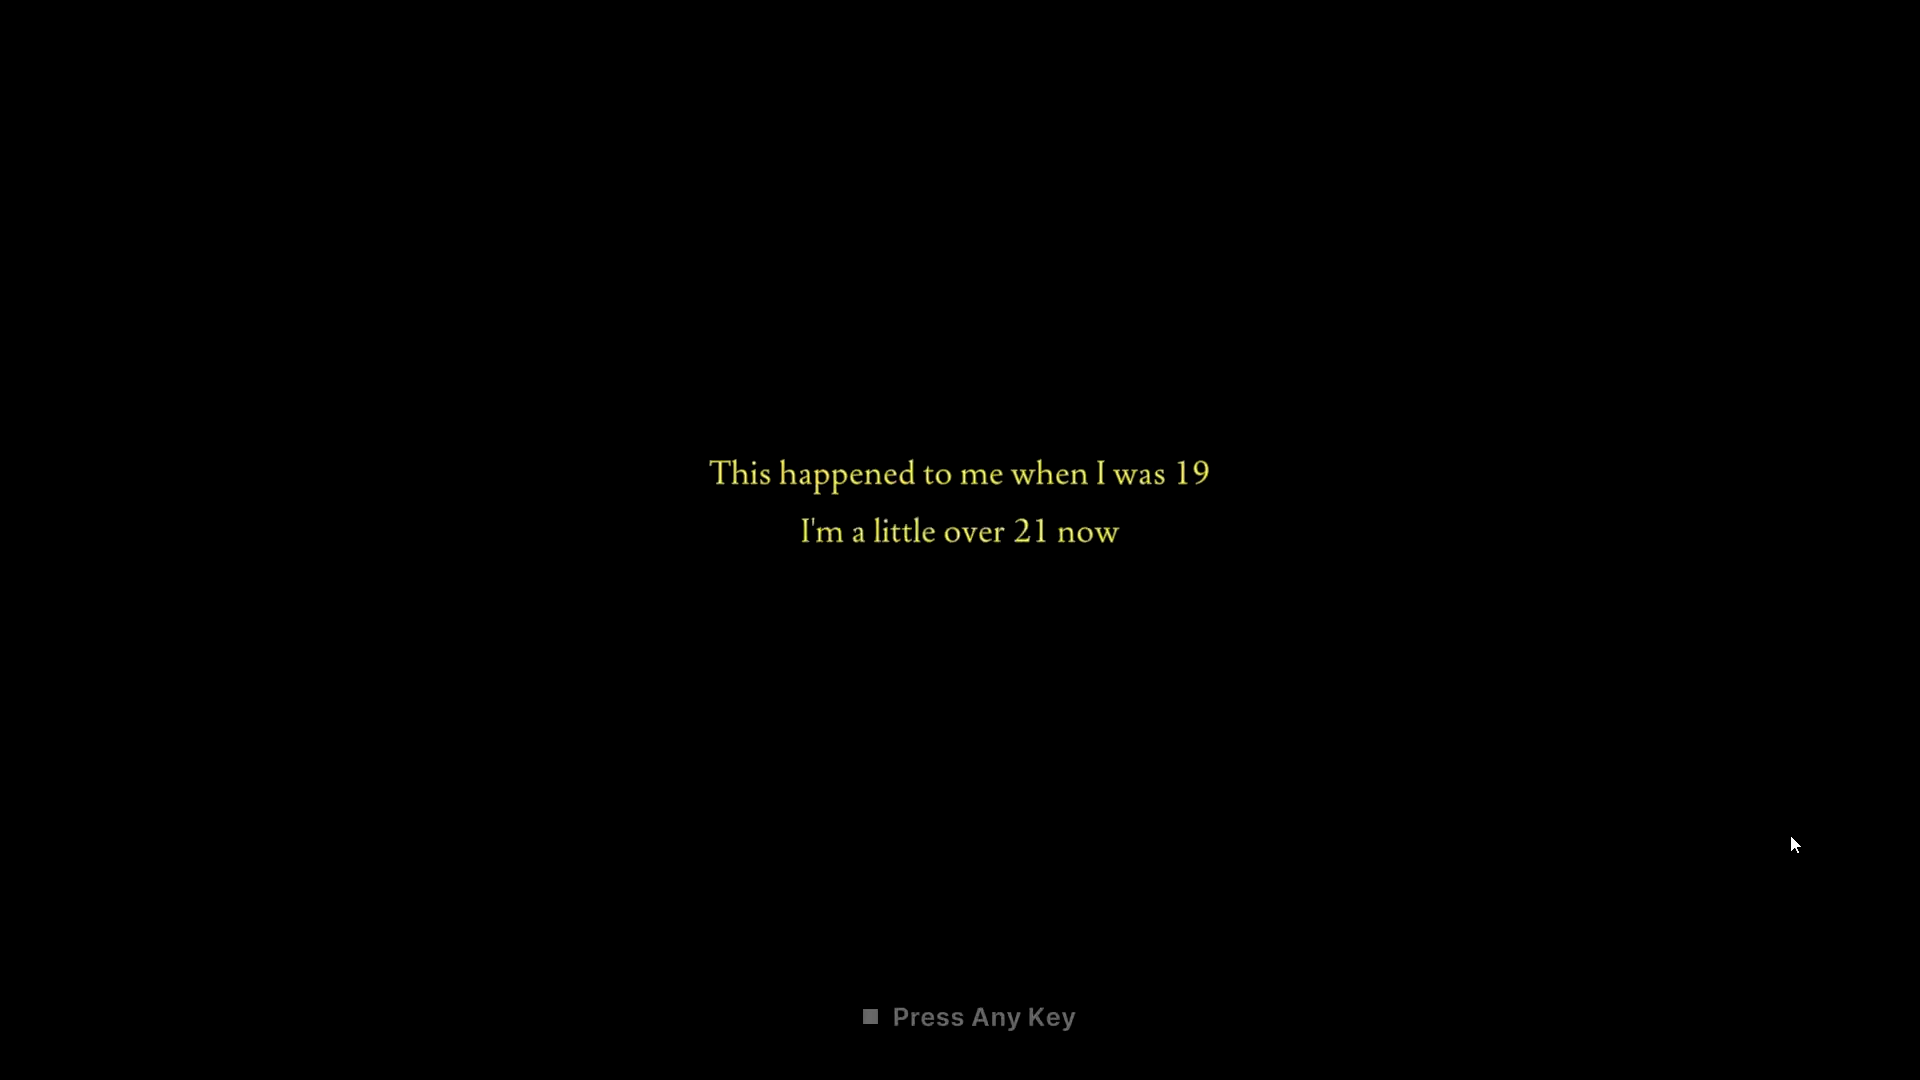 This happened to me when I was 19
I'm a little over 21 now
Press Any Key